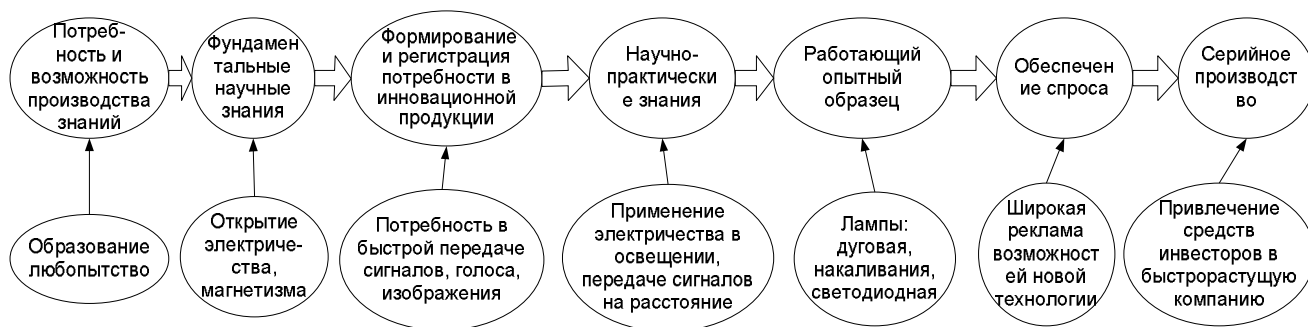 Потреб-
ность и
возможность
производства
знаний
Фундамен
тальные
научные
знания
Формирование
и регистрация
потребности в
инновационной
продукции
Научно-
практически
е знания
Работающий
опытный
образец
Обеспечен
ие спроса
Серийное
производст
во
Образование
любопытство
Открытие
электриче-
ства,
магнетизма
Потребность в
быстрой передаче
сигналов, голоса,
изображения
Применение
электричества в
освещении,
передаче сигналов
на расстояние
Лампы:
дуговая,
накаливания,
светодиодная
Широкая
реклама
возможност
ей новой
технологии
Привлечение
средств
инвесторов в
быстрорастущую
компанию